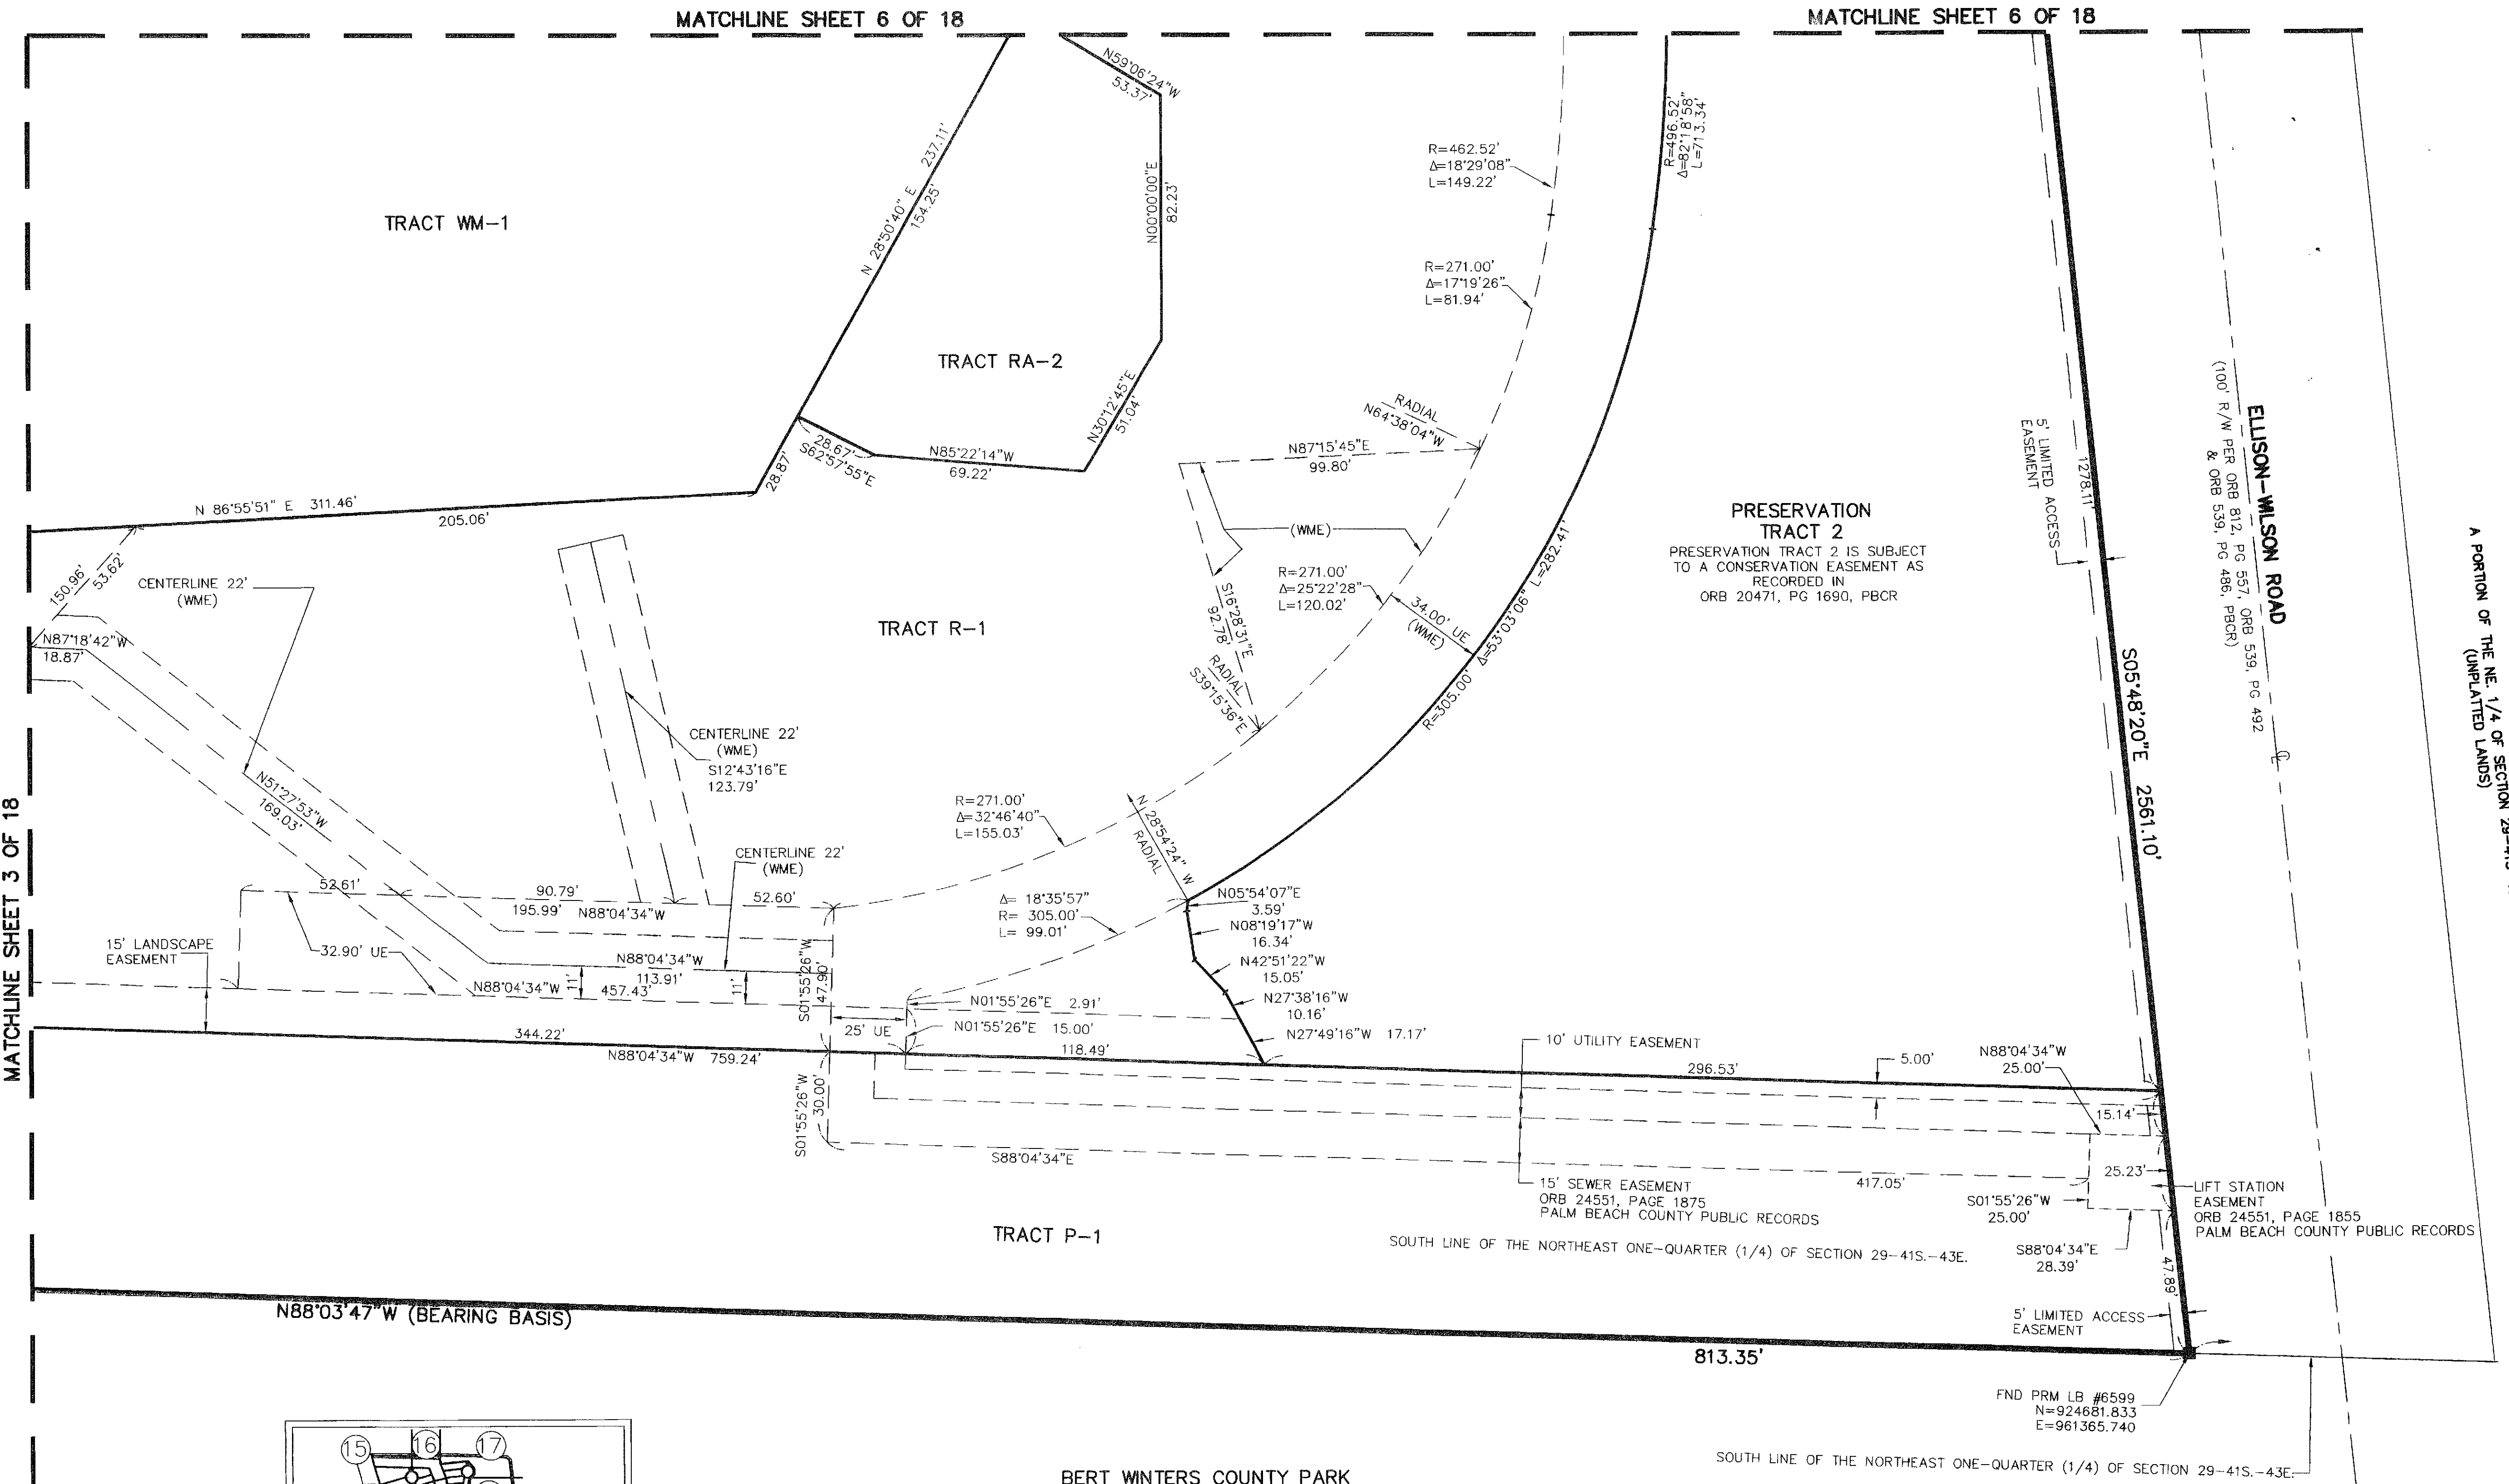 MATCHLINE SHEET 6 OF 18
MATCHLINE SHEET 6 OF 18
N59°06'24"W
53.37'
N 28°50'40" E 237.11'
154.25'
TRACT WM-1
N00°00'00"E
82.23'
R=462.52'
Δ=18°29'08"
L=149.22'
R=496.52'
Δ=82°18'58"
L=713.34'
R=271.00'
Δ=17°19'26"
L=81.94'
TRACT RA-2
N30°12'45"E
51.04'
28.67'
S62°57'55"E
N85°22'14"W
69.22'
28.87'
RADIAL
N64°38'04"W
N87°15'45"E
99.80'
5' LIMITED ACCESS
EASEMENT
1278.11'
ELLISON-WILSON ROAD
(100' R/W PER ORB 812, PG 557, ORB 539, PG 492
& ORB 539, PG 486, PBCR)
A PORTION OF THE NE. 1/4 OF SECTION 29-41S
(UNPLATTED LANDS)
N 86°55'51" E 311.46'
205.06'
PRESERVATION
TRACT 2
PRESERVATION TRACT 2 IS SUBJECT
TO A CONSERVATION EASEMENT AS
RECORDED IN
ORB 20471, PG 1690, PBCR
(WME)
R=271.00'
Δ=25°22'28"
L=120.02'
S16°28'31"E
92.78'
34.00' UE
(WME)
R=305.00' Δ=53°03'06" L=282.41'
RADIAL
S39°15'36"E
150.96'
53.62'
CENTERLINE 22'
(WME)
N87°18'42"W
18.87'
TRACT R-1
S05°48'20"E 2561.10'
CENTERLINE 22'
(WME)
S12°43'16"E
123.79'
N51°27'53"W
169.03'
R=271.00'
Δ=32°46'40"
L=155.03'
N 28°54'24" W
RADIAL
MATCHLINE SHEET 3 OF 18
CENTERLINE 22'
(WME)
52.61'
90.79'
52.60'
195.99'
N88°04'34"W
Δ= 18°35'57"
R= 305.00'
L= 99.01'
N05°54'07"E
3.59'
N08°19'17"W
16.34'
N42°51'22"W
15.05'
N27°38'16"W
10.16'
N27°49'16"W 17.17'
15' LANDSCAPE
EASEMENT
32.90' UE
N88°04'34"W
113.91'
N88°04'34"W
457.43'
11'
11'
S01°55'26"W
47.90'
25' UE
N01°55'26"E 2.91'
N01°55'26"E 15.00'
118.49'
344.22'
N88°04'34"W 759.24'
10' UTILITY EASEMENT
296.53'
5.00'
N88°04'34"W
25.00'
15.14'
S01°55'26"W
30.00'
S88°04'34"E
15' SEWER EASEMENT
ORB 24551, PAGE 1875
PALM BEACH COUNTY PUBLIC RECORDS
417.05'
25.23'
S01°55'26"W
25.00'
LIFT STATION
EASEMENT
ORB 24551, PAGE 1855
PALM BEACH COUNTY PUBLIC RECORDS
TRACT P-1
SOUTH LINE OF THE NORTHEAST ONE-QUARTER (1/4) OF SECTION 29-41S.-43E.
S88°04'34"E
28.39'
47.89'
5' LIMITED ACCESS
EASEMENT
N88°03'47"W (BEARING BASIS)
813.35'
FND PRM LB #6599
N=924681.833
E=961365.740
15
16
17
BERT WINTERS COUNTY PARK
SOUTH LINE OF THE NORTHEAST ONE-QUARTER (1/4) OF SECTION 29-41S.-43E.